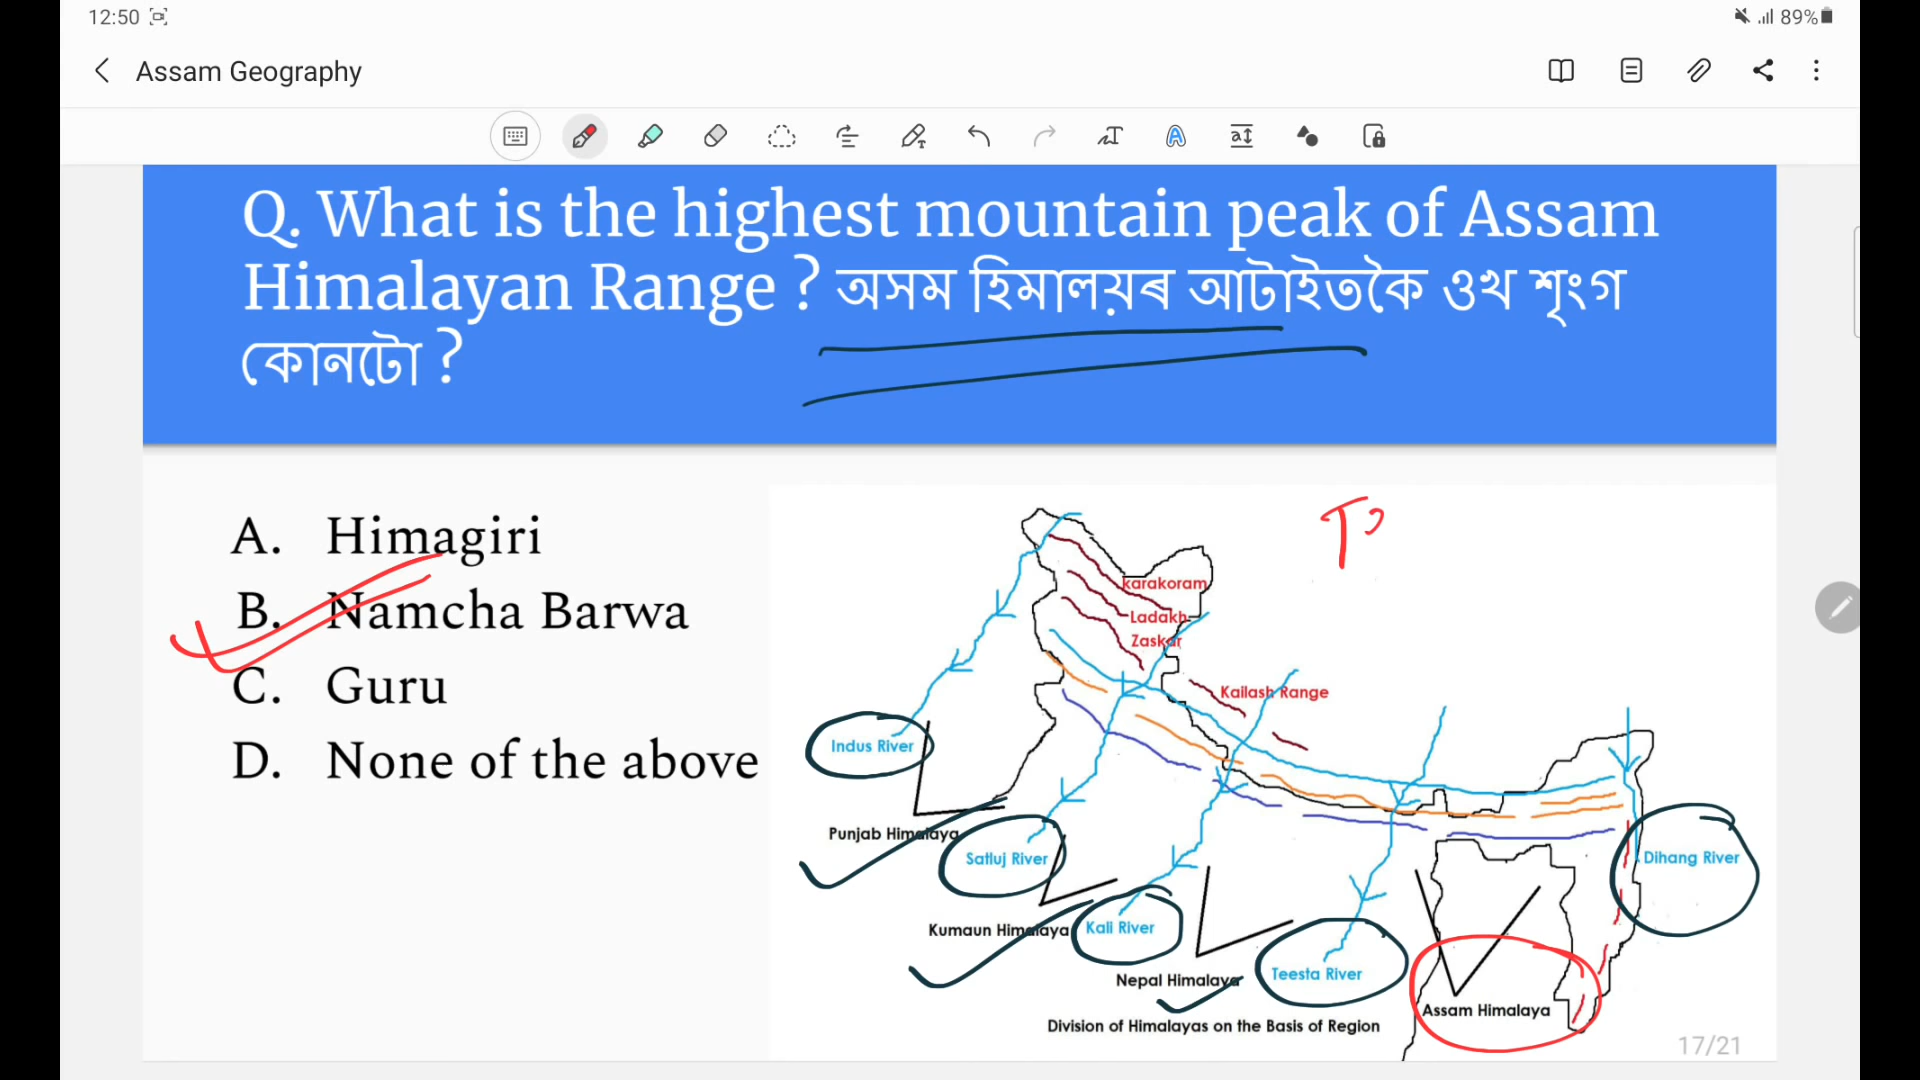 12:50
89%
Assam Geography
Q. What is the highest mountain peak of Assam
Himalayan Range ? অসম হিমালয়ৰ আটাইতকৈ ওখ শৃংগ
কোনটো ?
A. Himagiri
B. Namcha Barwa
C. Guru
D. None of the above
karakoram
Ladakh
Zaskar
Kailash Range
Indus River
Punjab Himalaya
Satluj River
Dihang River
Kumaun Himalaya
Kali River
Nepal Himalaya
Teesta River
Assam Himalaya
Division of Himalayas on the Basis of Region
17/21